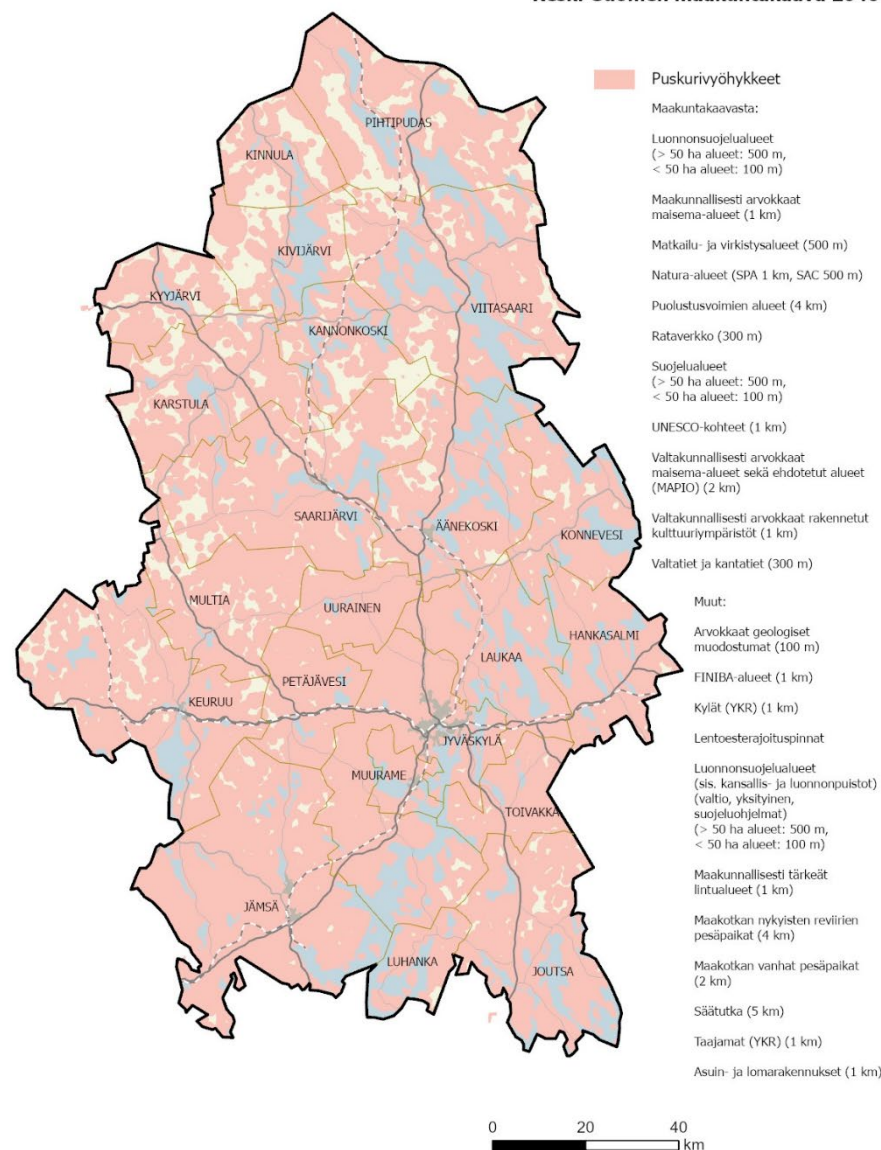 Puskurivyöhykkeet
Maakuntakaavasta:
Luonnonsuojelualueet
(> 50 ha alueet: 500 m,
< 50 ha alueet: 100 m)
Maakunnallisesti arvokkaat
maisema-alueet (1 km)
Matkailu- ja virkistysalueet (500 m)
Natura-alueet (SPA 1 km, SAC 500 m)
Puolustusvoimien alueet (4 km)
Rataverkko (300 m)
Suojelualueet
(> 50 ha alueet: 500 m,
< 50 ha alueet: 100 m)
UNESCO-kohteet (1 km)
Valtakunnallisesti arvokkaat
maisema-alueet sekä ehdotetut alueet
(MAPIO) (2 km)
Valtakunnallisesti arvokkaat rakennetut
kulttuuriympäristöt (1 km)
Valtatiet ja kantatiet (300 m)
Muut:
Arvokkaat geologiset
muodostumat (100 m)
FINIBA-alueet (1 km)
Kylät (YKR) (1 km)
Lentoesterajoituspinnat
Luonnonsuojelualueet
(sis. kansallis- ja luonnonpuistot)
(valtio, yksityinen,
suojeluohjelmat)
(> 50 ha alueet: 500 m,
< 50 ha alueet: 100 m)
Maakunnallisesti tärkeät
lintualueet (1 km)
Maakotkan nykyisten reviirien
pesäpaikat (4 km)
Maakotkan vanhat pesäpaikat
(2 km)
Säätutka (5 km)
Taajamat (YKR) (1 km)
Asuin- ja lomarakennukset (1 km)
PIHTIPUDAS
KINNULA
KIVIJÄRVI
KYYJÄRVI
VIITASAARI
KANNONKOSKI
KARSTULA
SAARIJÄRVI
ÄÄNEKOSKI
KONNEVESI
MULTIA
UURAINEN
HANKASALMI
LAUKAA
PETÄJÄVESI
KEURUU
JYVÄSKYLÄ
MUURAME
TOIVAKKA
JÄMSÄ
LUHANKA
JOUTSA
0 20 40
km